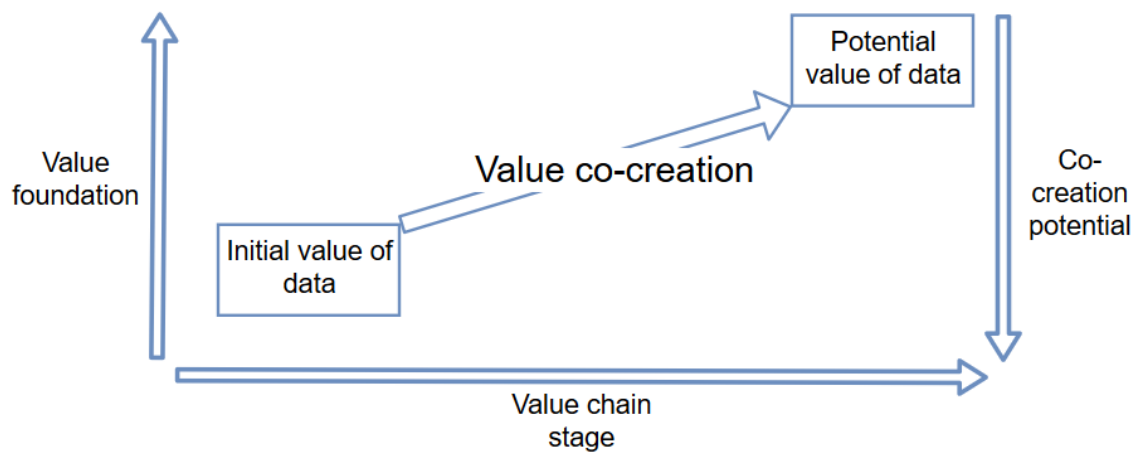 Potential
value of data
Value
foundation
Value co-creation
Co-
creation
potential
Initial value of
data
Value chain
stage